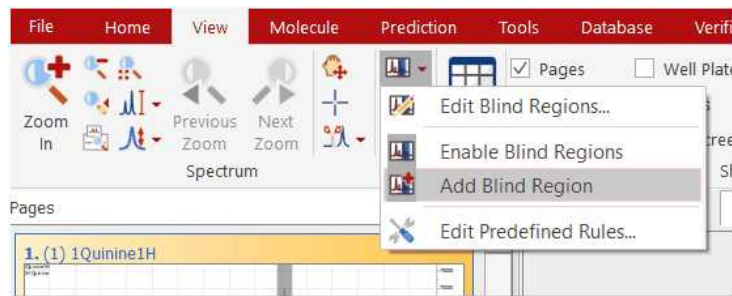 File Home View Molecule Prediction Tools Database
Pages Well Plate
Zoom In
Previous Zoom
Next Zoom
Spectrum
Edit Blind Regions...
Enable Blind Regions
Add Blind Region
Edit Predefined Rules...
Pages
1. (1) 1Quinine1H